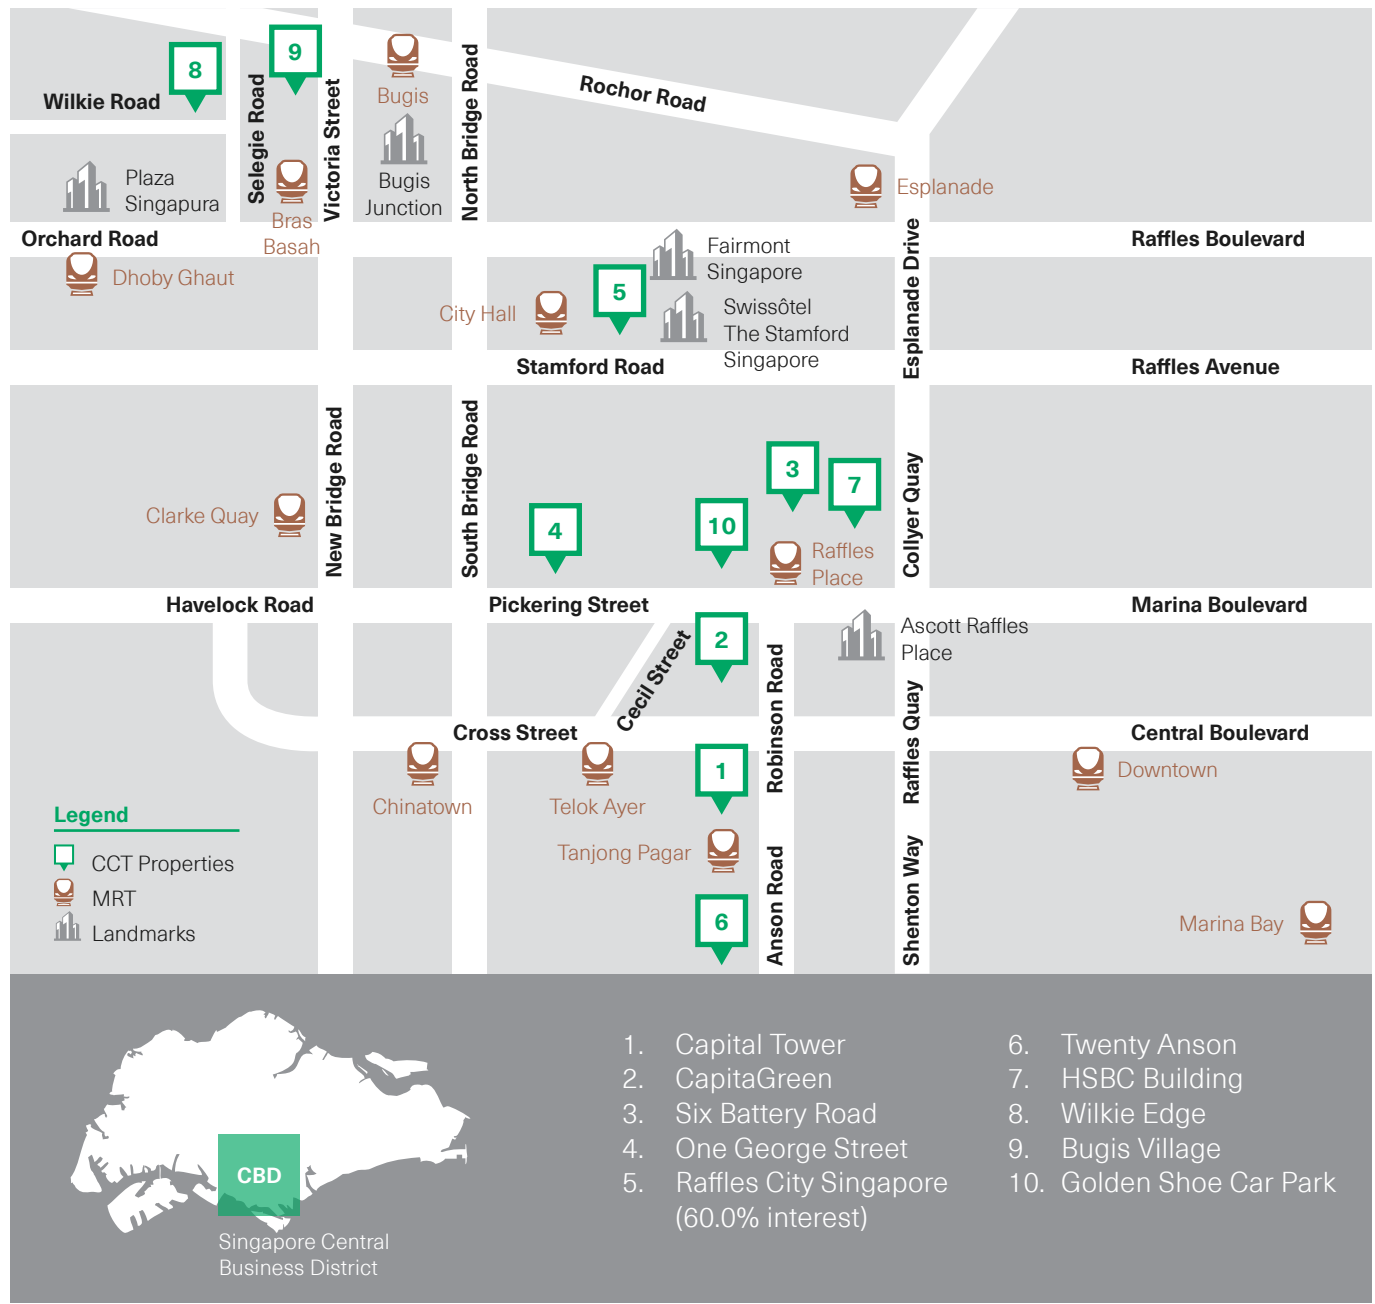 8
9
Wilkie Road
Selegie Road
Victoria Street
Bugis
North Bridge Road
Rochor Road
Plaza
Singapura
Bras
Basah
Bugis
Junction
Esplanade
Orchard Road
Dhoby Ghaut
City Hall
5
Fairmont
Singapore
Swissôtel
The Stamford
Singapore
Esplanade Drive
Raffles Boulevard
Stamford Road
Raffles Avenue
Clarke Quay
New Bridge Road
South Bridge Road
4
10
3
7
Raffles
Place
Collyer Quay
Havelock Road
Pickering Street
Marina Boulevard
Cecil Street
2
Robinson Road
Ascott Raffles
Place
Raffles Quay
Cross Street
Central Boulevard
Chinatown
Telok Ayer
1
Downtown
Tanjong Pagar
Anson Road
Shenton Way
6
Marina Bay
Legend
CCT Properties
MRT
Landmarks
CBD
Singapore Central
Business District
1. Capital Tower
2. CapitaGreen
3. Six Battery Road
4. One George Street
5. Raffles City Singapore
(60.0% interest)
6. Twenty Anson
7. HSBC Building
8. Wilkie Edge
9. Bugis Village
10. Golden Shoe Car Park